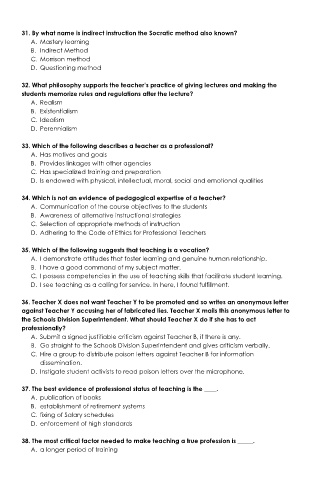 31. By what name is indirect instruction the Socratic method also known?
A. Mastery learning
B. Indirect Method
C. Morrison method
D. Questioning method
32. What philosophy supports the teacher's practice of giving lectures and making the
students memorize rules and regulations after the lecture?
A. Realism
B. Existentialism
C. Idealism
D. Perennialism
33. Which of the following describes a teacher as a professional?
A. Has motives and goals
B. Provides linkages with other agencies
C. Has specialized training and preparation
D. Is endowed with physical, intellectual, moral, social and emotional qualities
34. Which is not an evidence of pedagogical expertise of a teacher?
A. Communication of the course objectives to the students
B. Awareness of alternative instructional strategies
C. Selection of appropriate methods of instruction
D. Adhering to the Code of Ethics for Professional Teachers
35. Which of the following suggests that teaching is a vocation?
A. I demonstrate attitudes that foster learning and genuine human relationship.
B. I have a good command of my subject matter.
C. I possess competencies in the use of teaching skills that facilitate student learning.
D. I see teaching as a calling for service. In here, I found fulfillment.
36. Teacher X does not want Teacher Y to be promoted and so writes an anonymous letter
against Teacher Y accusing her of fabricated lies. Teacher X mails this anonymous letter to
the Schools Division Superintendent. What should Teacher X do if she has to act
professionally?
A. Submit a signed justifiable criticism against Teacher B, if there is any.
B. Go straight to the Schools Division Superintendent and gives criticism verbally.
C. Hire a group to distribute poison letters against Teacher B for information
dissemination.
D. Instigate student activists to read poison letters over the microphone.
37. The best evidence of professional status of teaching is the ____.
A. publication of books
B. establishment of retirement systems
C. fixing of Salary schedules
D. enforcement of high standards
38. The most critical factor needed to make teaching a true profession is _____.
A. a longer period of training